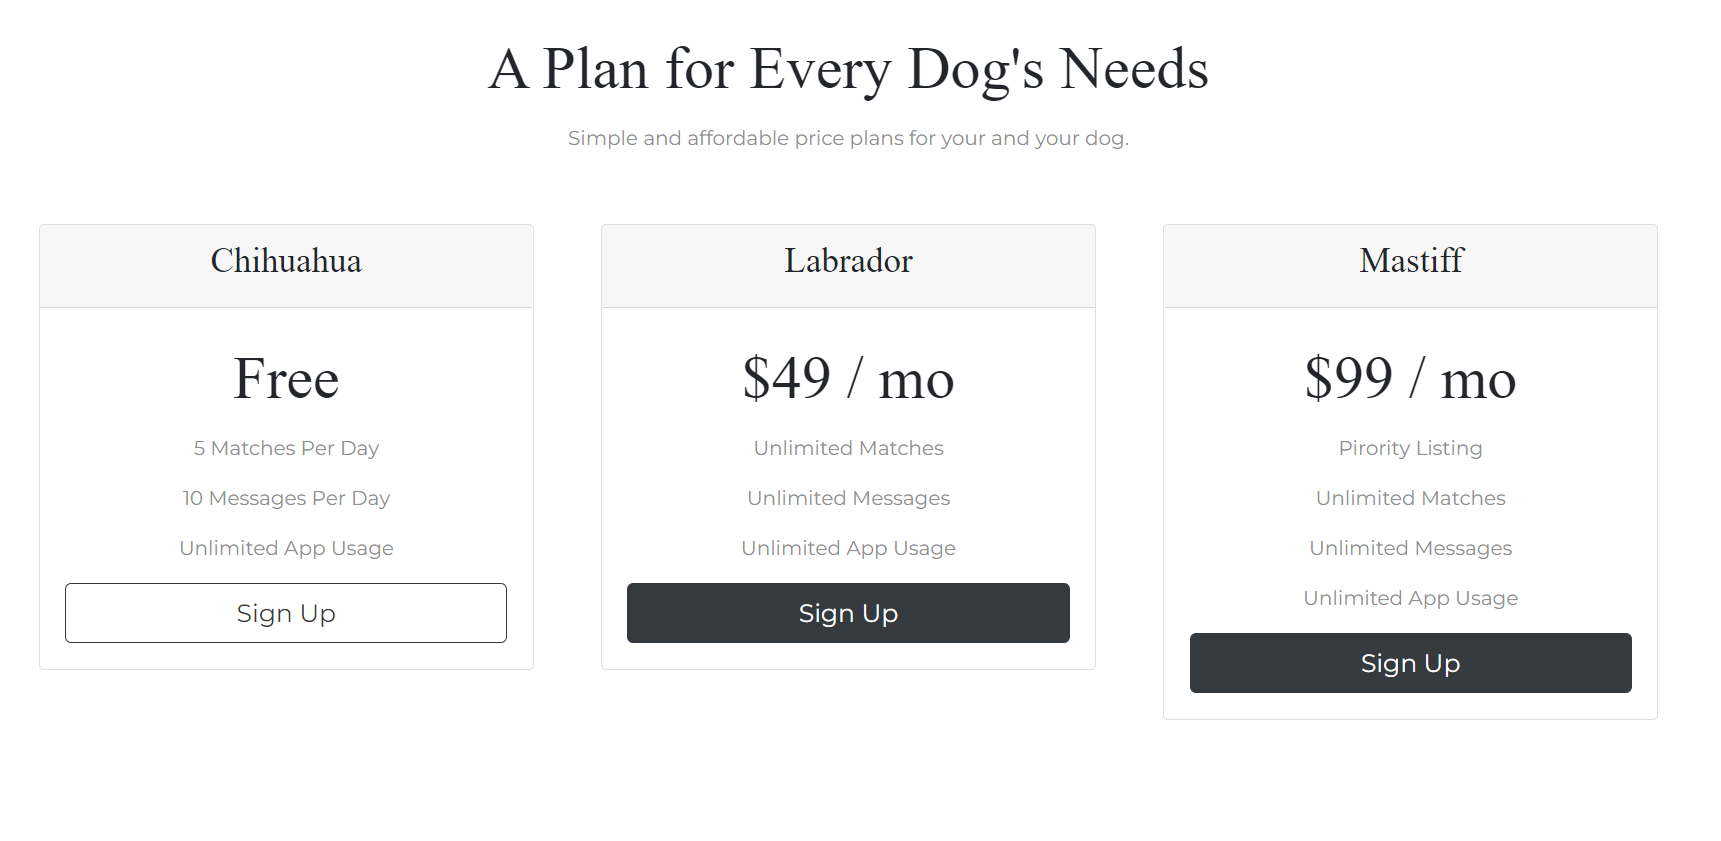 A Plan for Every Dog's Needs
Simple and affordable price plans for your and your dog.
Chihuahua
Free
5 Matches Per Day
10 Messages Per Day
Unlimited App Usage
Sign Up
Labrador
$49 / mo
Unlimited Matches
Unlimited Messages
Unlimited App Usage
Sign Up
Mastiff
$99 / mo
Pirority Listing
Unlimited Matches
Unlimited Messages
Unlimited App Usage
Sign Up